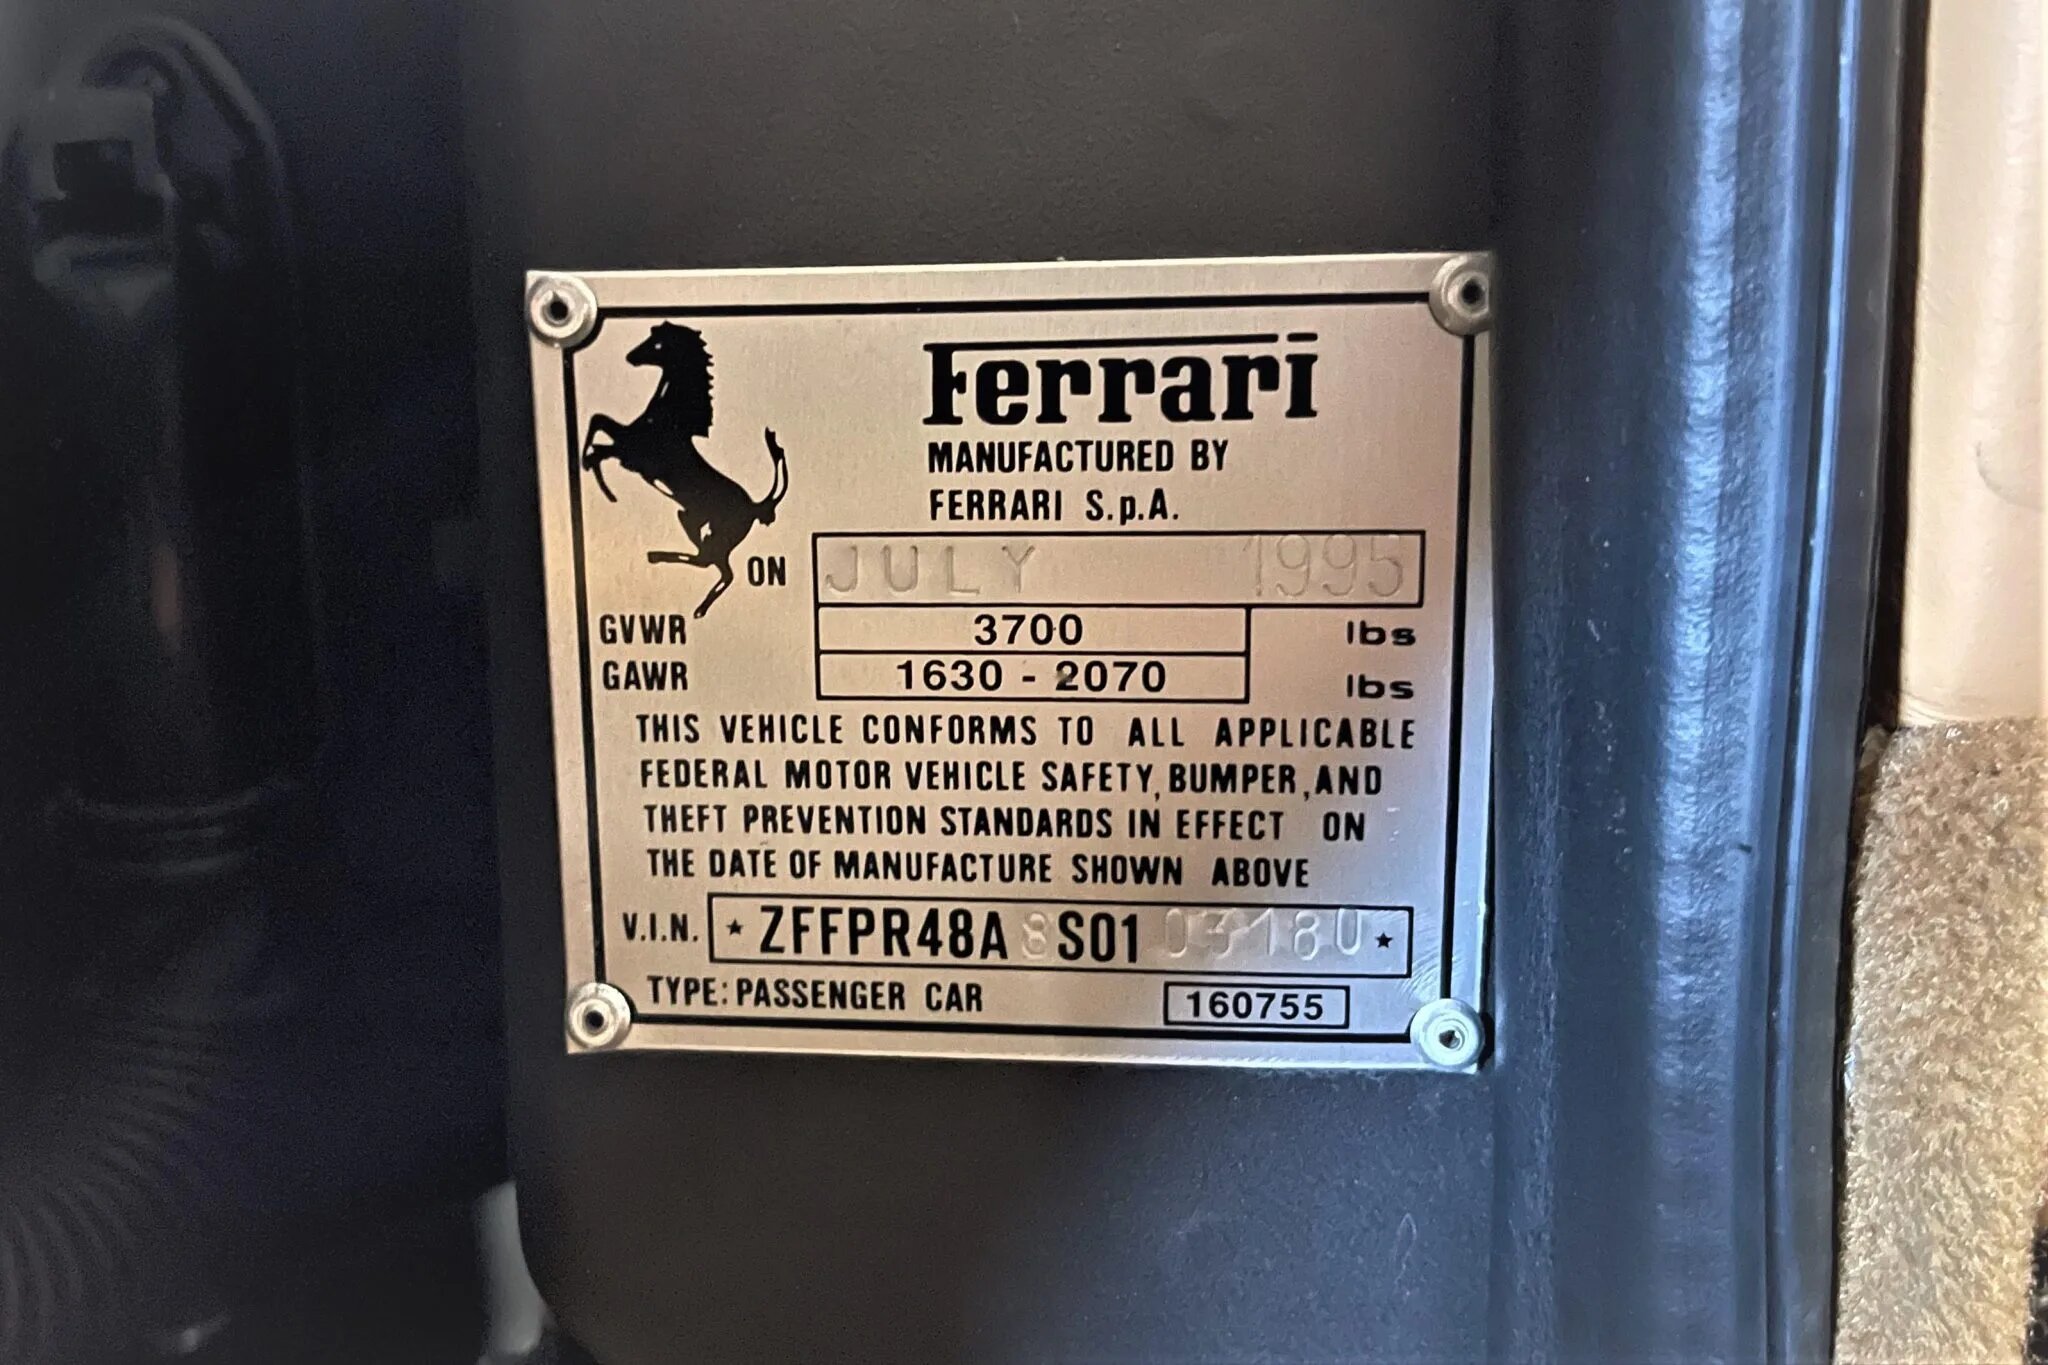 Ferrari
MANUFACTURED BY
FERRARI S.p.A.
ON JULY 1995
GVWR 3700 lbs
GAWR 1630 - 2070 lbs
THIS VEHICLE CONFORMS TO ALL APPLICABLE
FEDERAL MOTOR VEHICLE SAFETY, BUMPER, AND
THEFT PREVENTION STANDARDS IN EFFECT ON
THE DATE OF MANUFACTURE SHOWN ABOVE
V.I.N. ★ ZFFPR48A8S0103180 ★
TYPE: PASSENGER CAR 160755